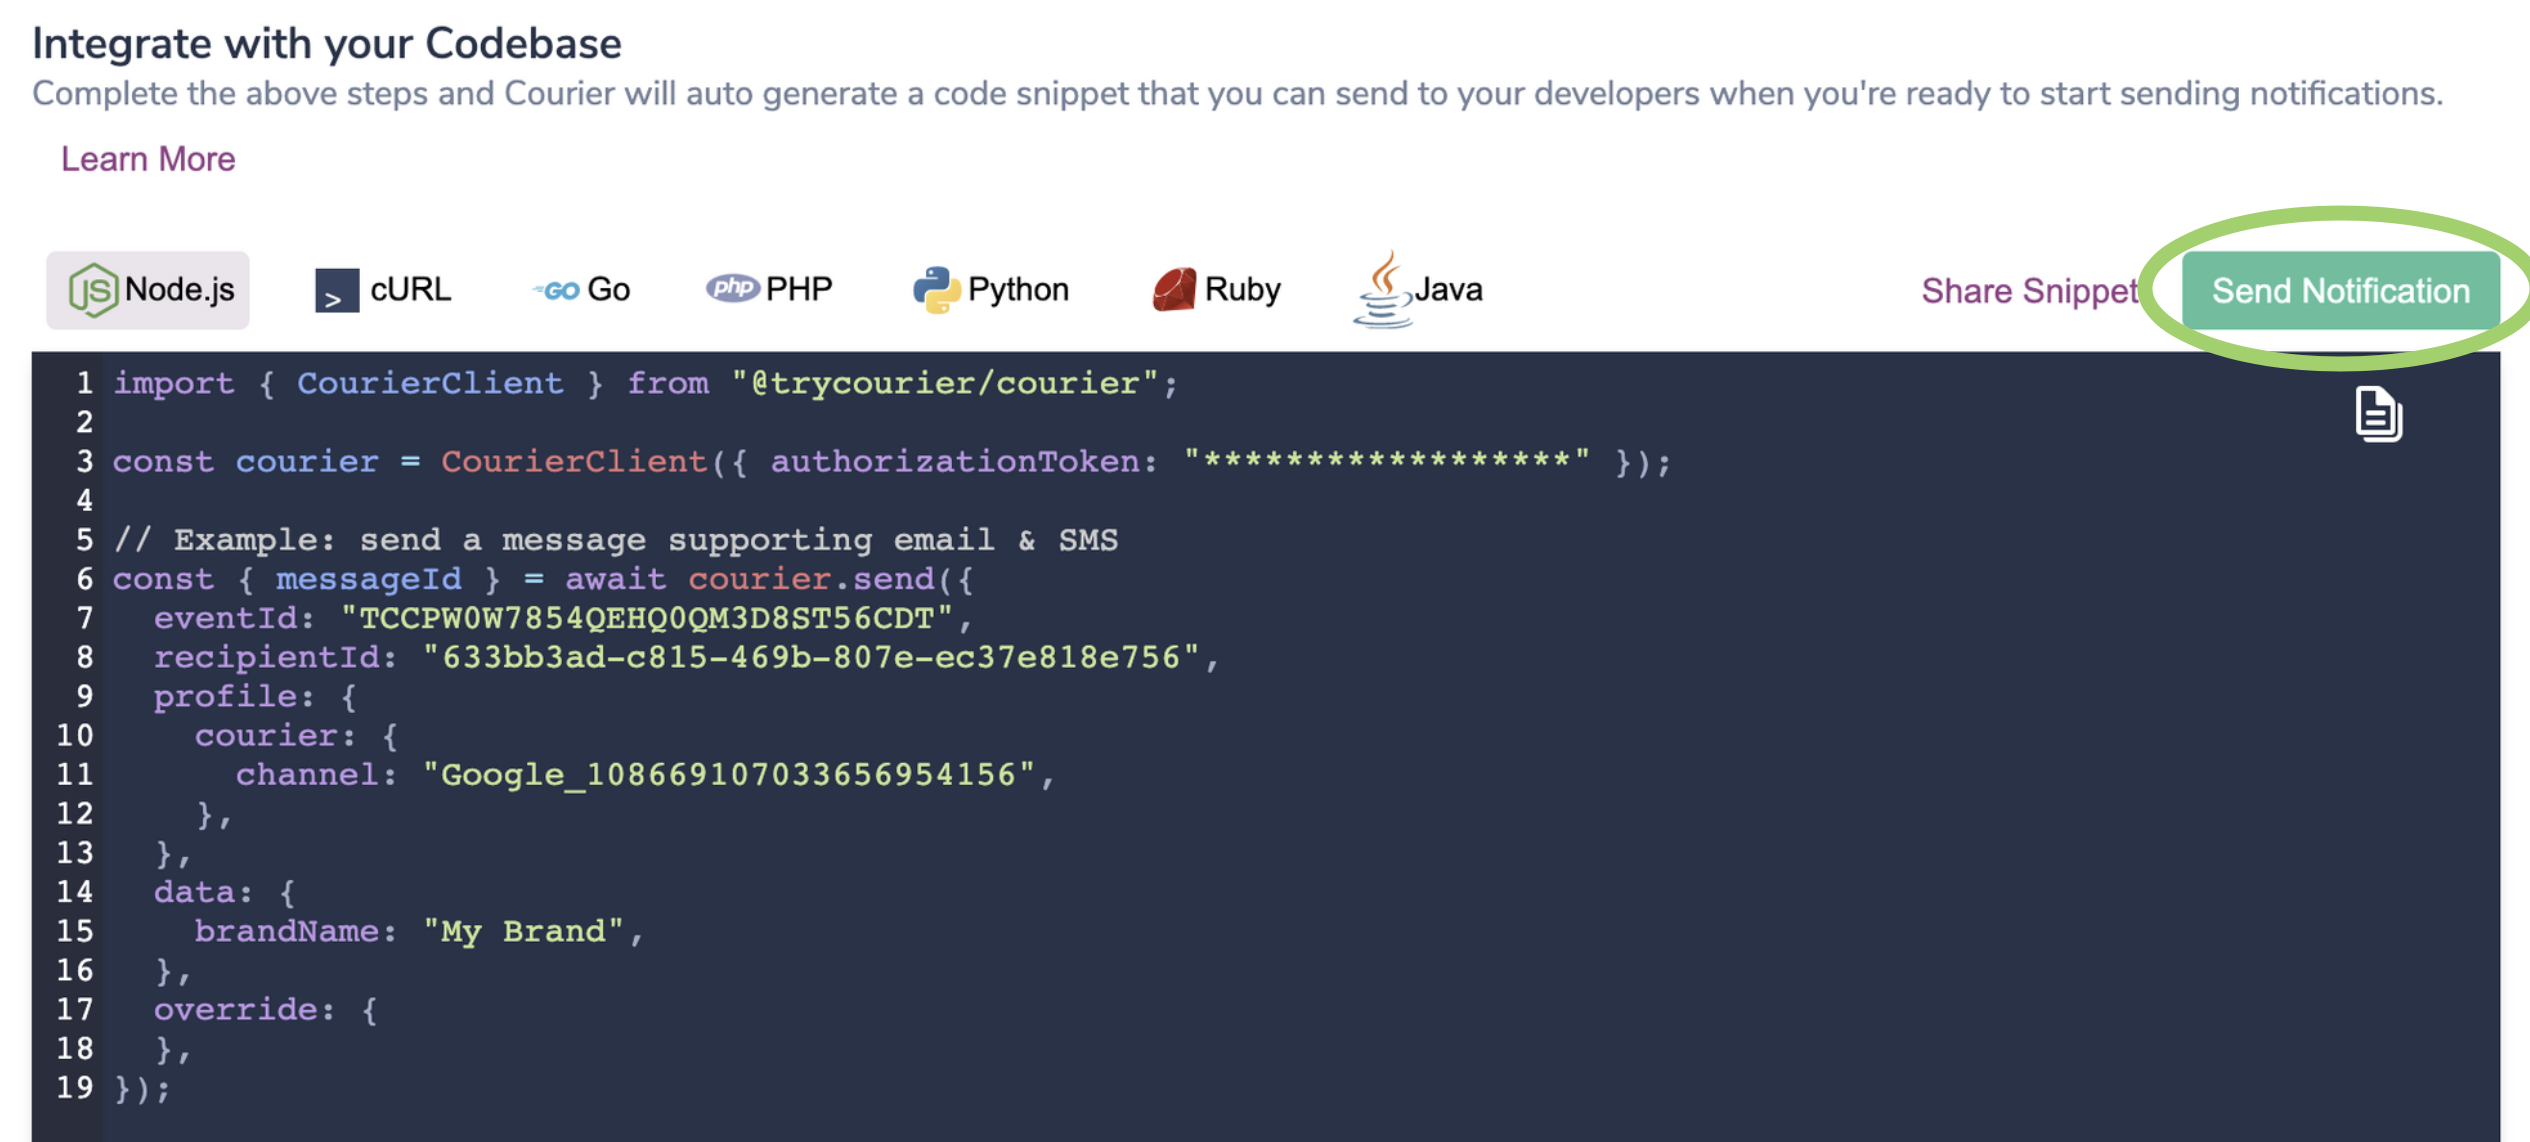 Integrate with your Codebase
Complete the above steps and Courier will auto generate a code snippet that you can send to your developers when you're ready to start sending notifications.
Learn More
JS Node.js >_ cURL GO Go php PHP Python Ruby Java Share Snippet Send Notification
1 import { CourierClient } from "@trycourier/courier";
2
3 const courier = CourierClient({ authorizationToken: "******************" });
4
5 // Example: send a message supporting email & SMS
6 const { messageId } = await courier.send({
7   eventId: "TCCPW0W7854QEHQ0QM3D8ST56CDT",
8   recipientId: "633bb3ad-c815-469b-807e-ec37e818e756",
9   profile: {
10     courier: {
11       channel: "Google_108669107033656954156",
12     },
13   },
14   data: {
15     brandName: "My Brand",
16   },
17   override: {
18   },
19 });